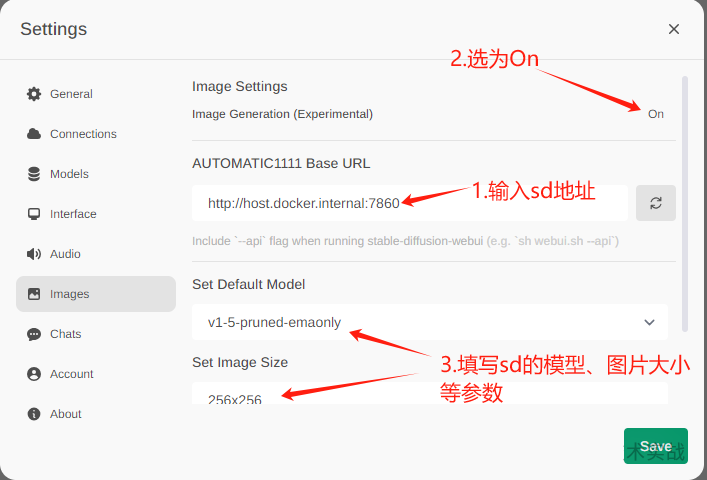 Settings
2.选为On
General
Connections
Models
Interface
Audio
Images
Chats
Account
About
Image Settings
Image Generation (Experimental)
On
AUTOMATIC1111 Base URL
http://host.docker.internal:7860
1.输入sd地址
Include `--api` flag when running stable-diffusion-webui (e.g. `sh webui.sh --api`)
Set Default Model
v1-5-pruned-emaonly
Set Image Size
256x256
3.填写sd的模型、图片大小
等参数
Save
术实战